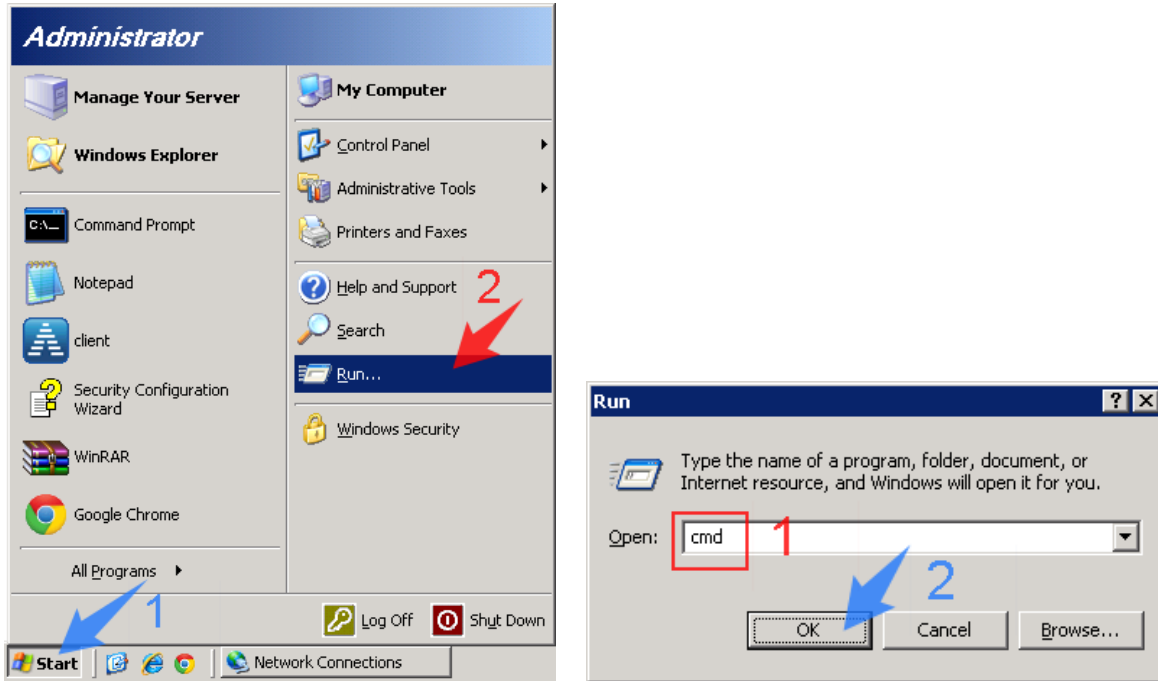 Administrator
Manage Your Server
Windows Explorer
Command Prompt
C:\_
Notepad
client
Security Configuration
Wizard
WinRAR
Google Chrome
All Programs
1
My Computer
Control Panel
Administrative Tools
Printers and Faxes
Help and Support
2
Search
Run...
Windows Security
Log Off
Shut Down
Start
Network Connections
Run
Type the name of a program, folder, document, or
Internet resource, and Windows will open it for you.
Open:
cmd
1
2
OK
Cancel
Browse...